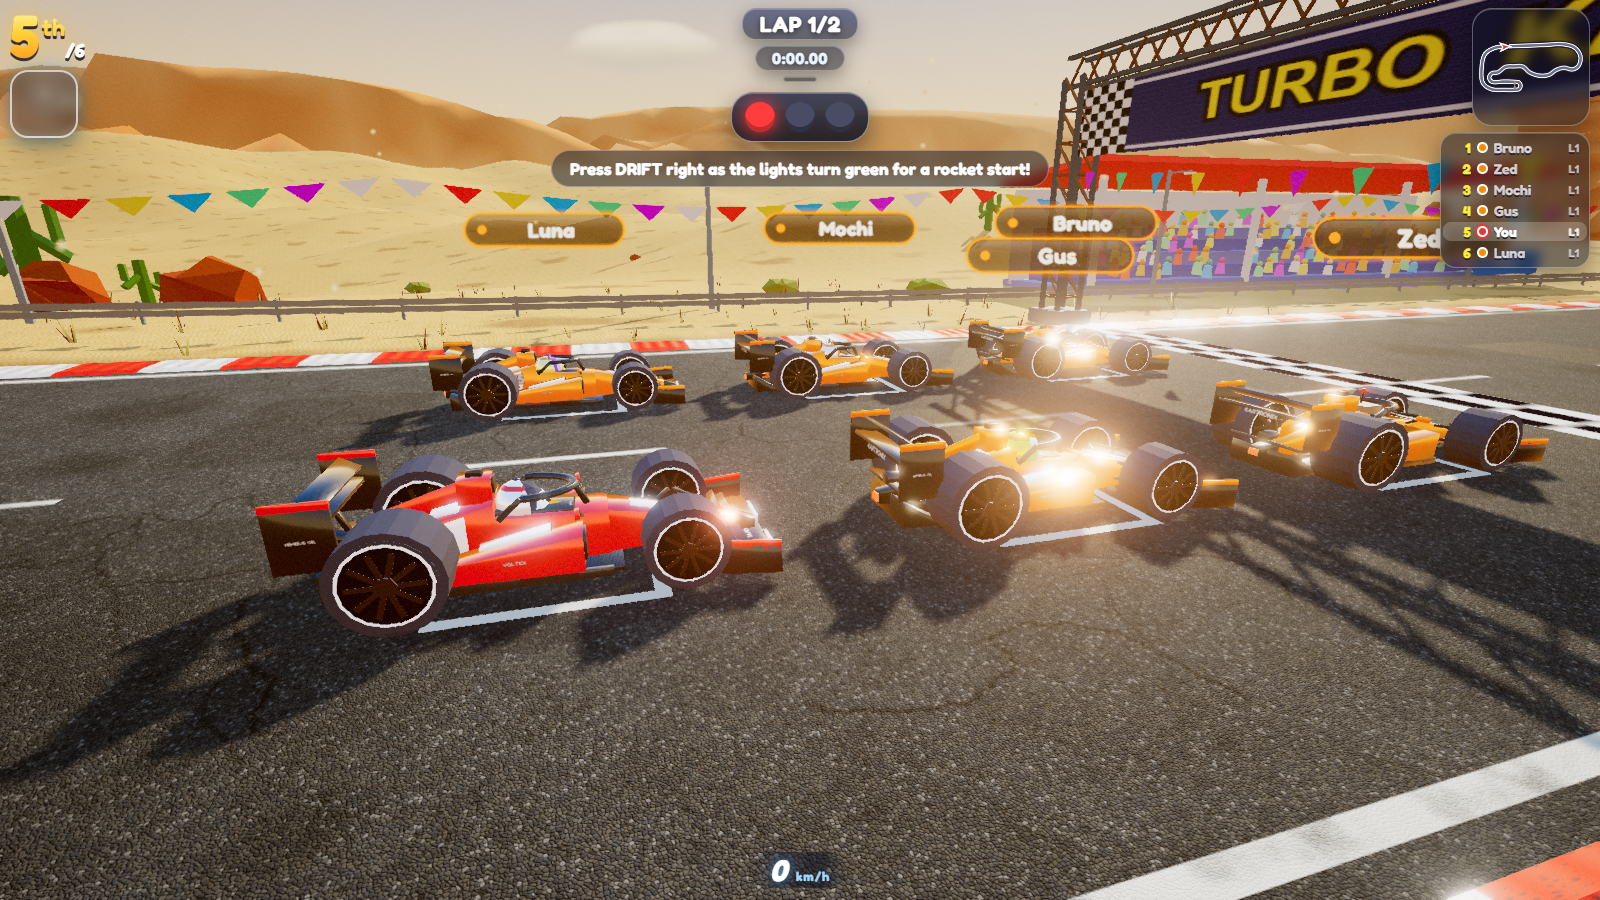 5th
/6
LAP 1/2
0:00.00
Press DRIFT right as the lights turn green for a rocket start!
TURBO
1 Bruno L1
2 Zed L1
3 Mochi L1
4 Gus L1
5 You L1
6 Luna L1
Luna
Mochi
Bruno
Gus
Zed
0 km/h